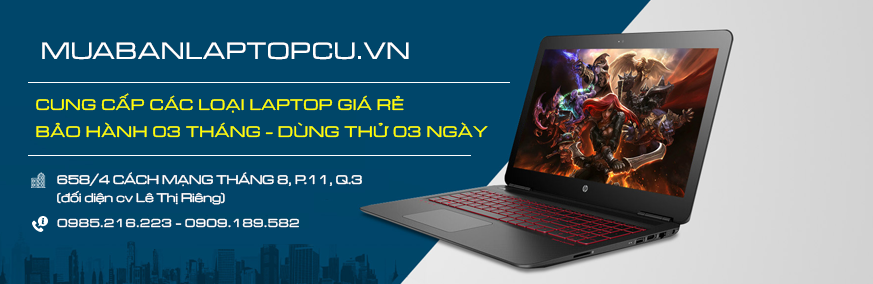 MUABANLAPTOPCU.VN
CUNG CẤP CÁC LOẠI LAPTOP GIÁ RẺ
BẢO HÀNH 03 THÁNG - DÙNG THỬ 03 NGÀY
658/4 CÁCH MẠNG THÁNG 8, P.11, Q.3
(đối diện cv Lê Thị Riêng)
0985.216.223 - 0909.189.582
hp